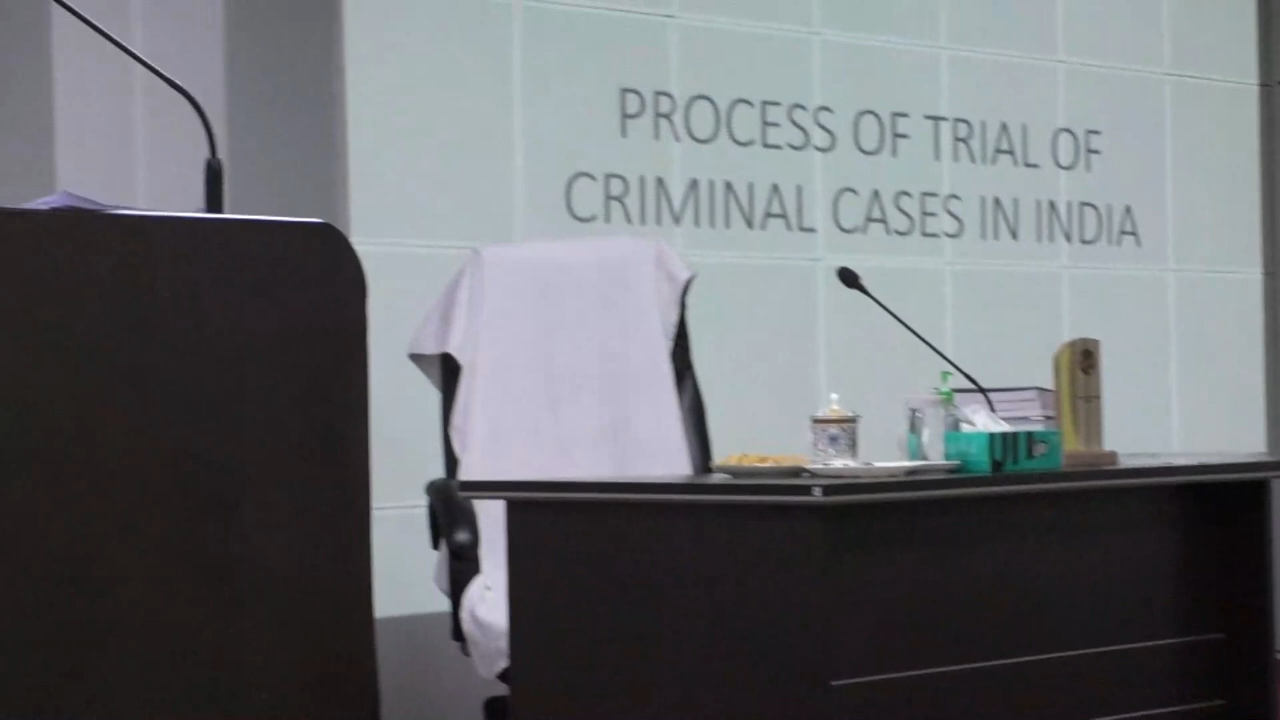 PROCESS OF TRIAL OF
CRIMINAL CASES IN INDIA